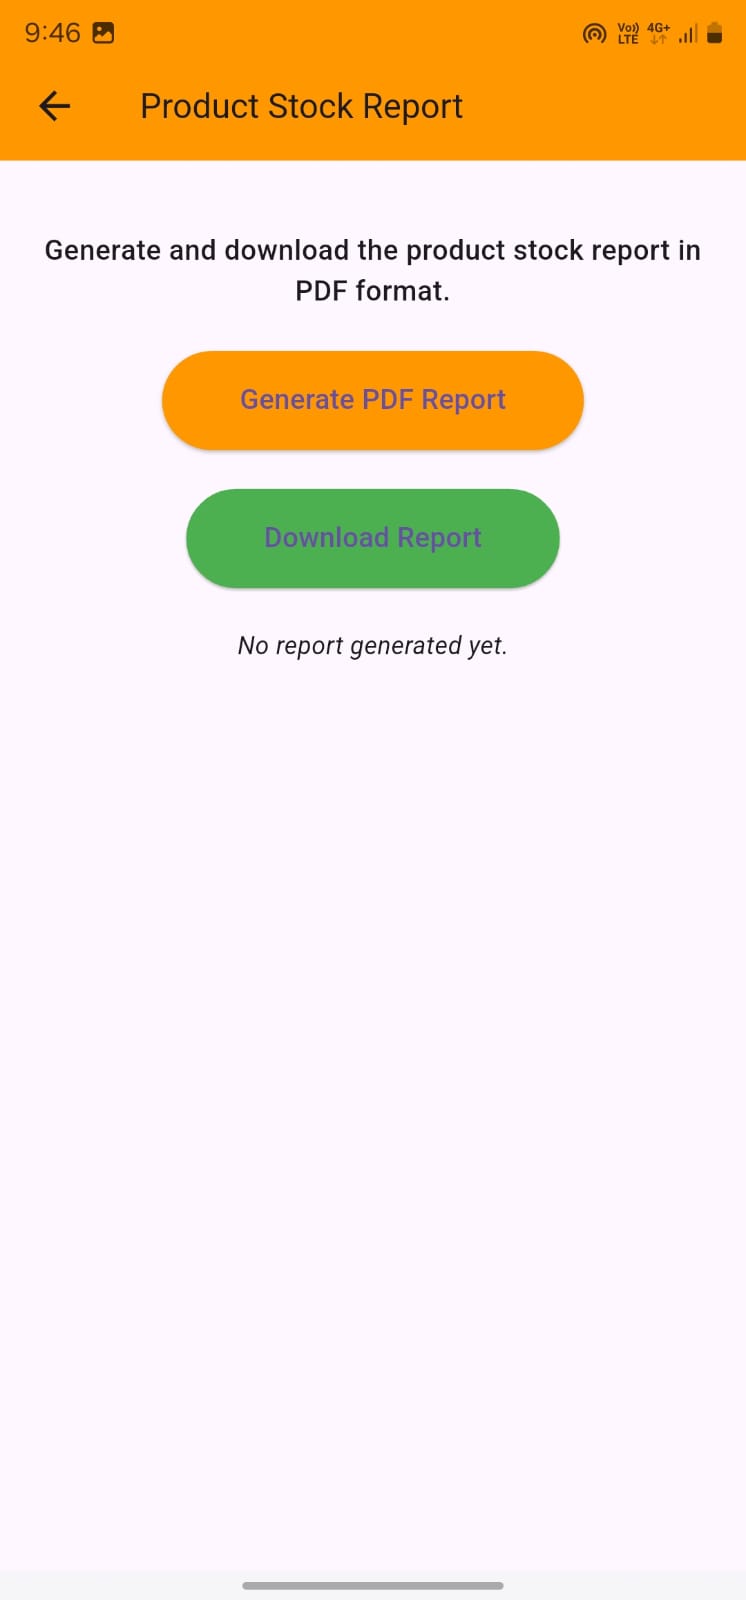 9:46
Vo)) LTE 4G+
Product Stock Report
Generate and download the product stock report in
PDF format.
Generate PDF Report
Download Report
No report generated yet.